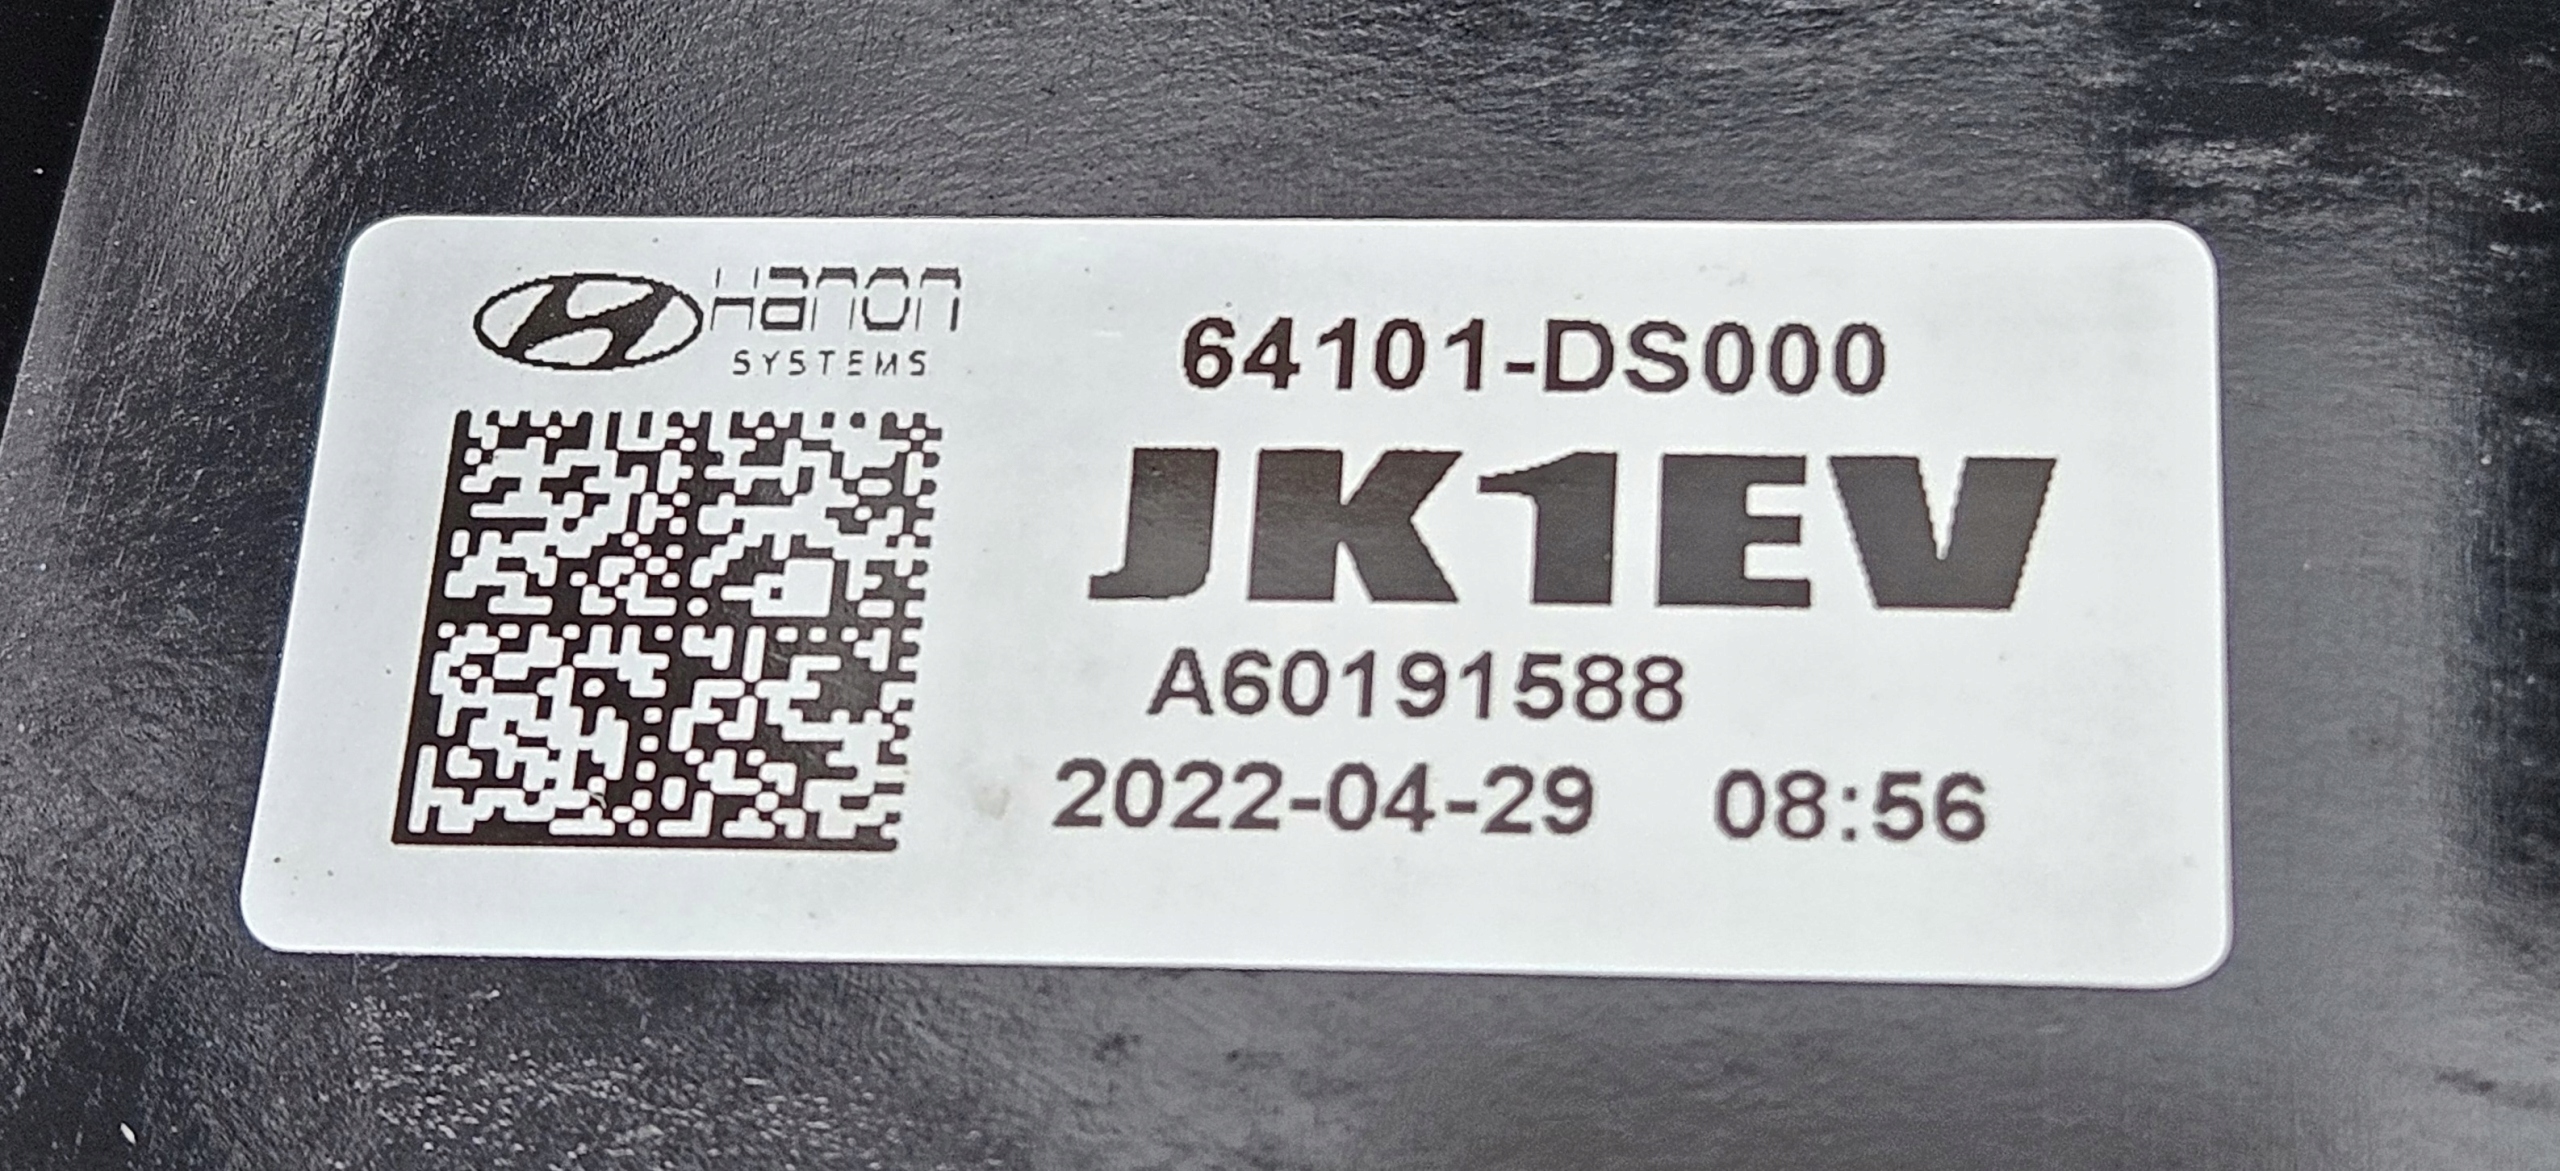 Hanon
SYSTEMS
64101-DS000
JK1EV
A60191588
2022-04-29 08:56